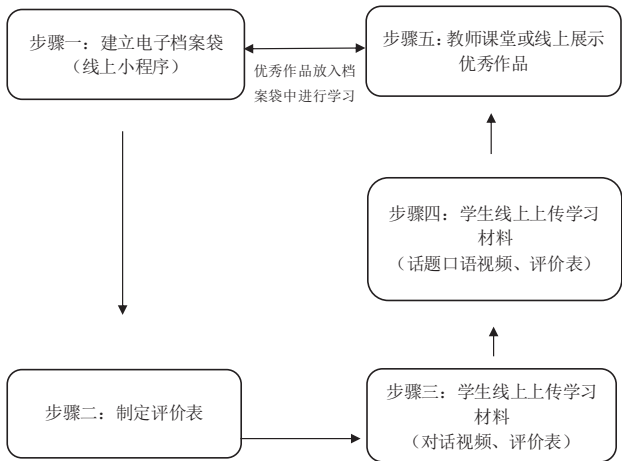 步骤一：建立电子档案袋
（线上小程序）
优秀作品放入档
案袋中进行学习
步骤五：教师课堂或线上展示
优秀作品
步骤四：学生线上上传学习
材料
（话题口语视频、评价表）
步骤二：制定评价表
步骤三：学生线上上传学习
材料
（对话视频、评价表）